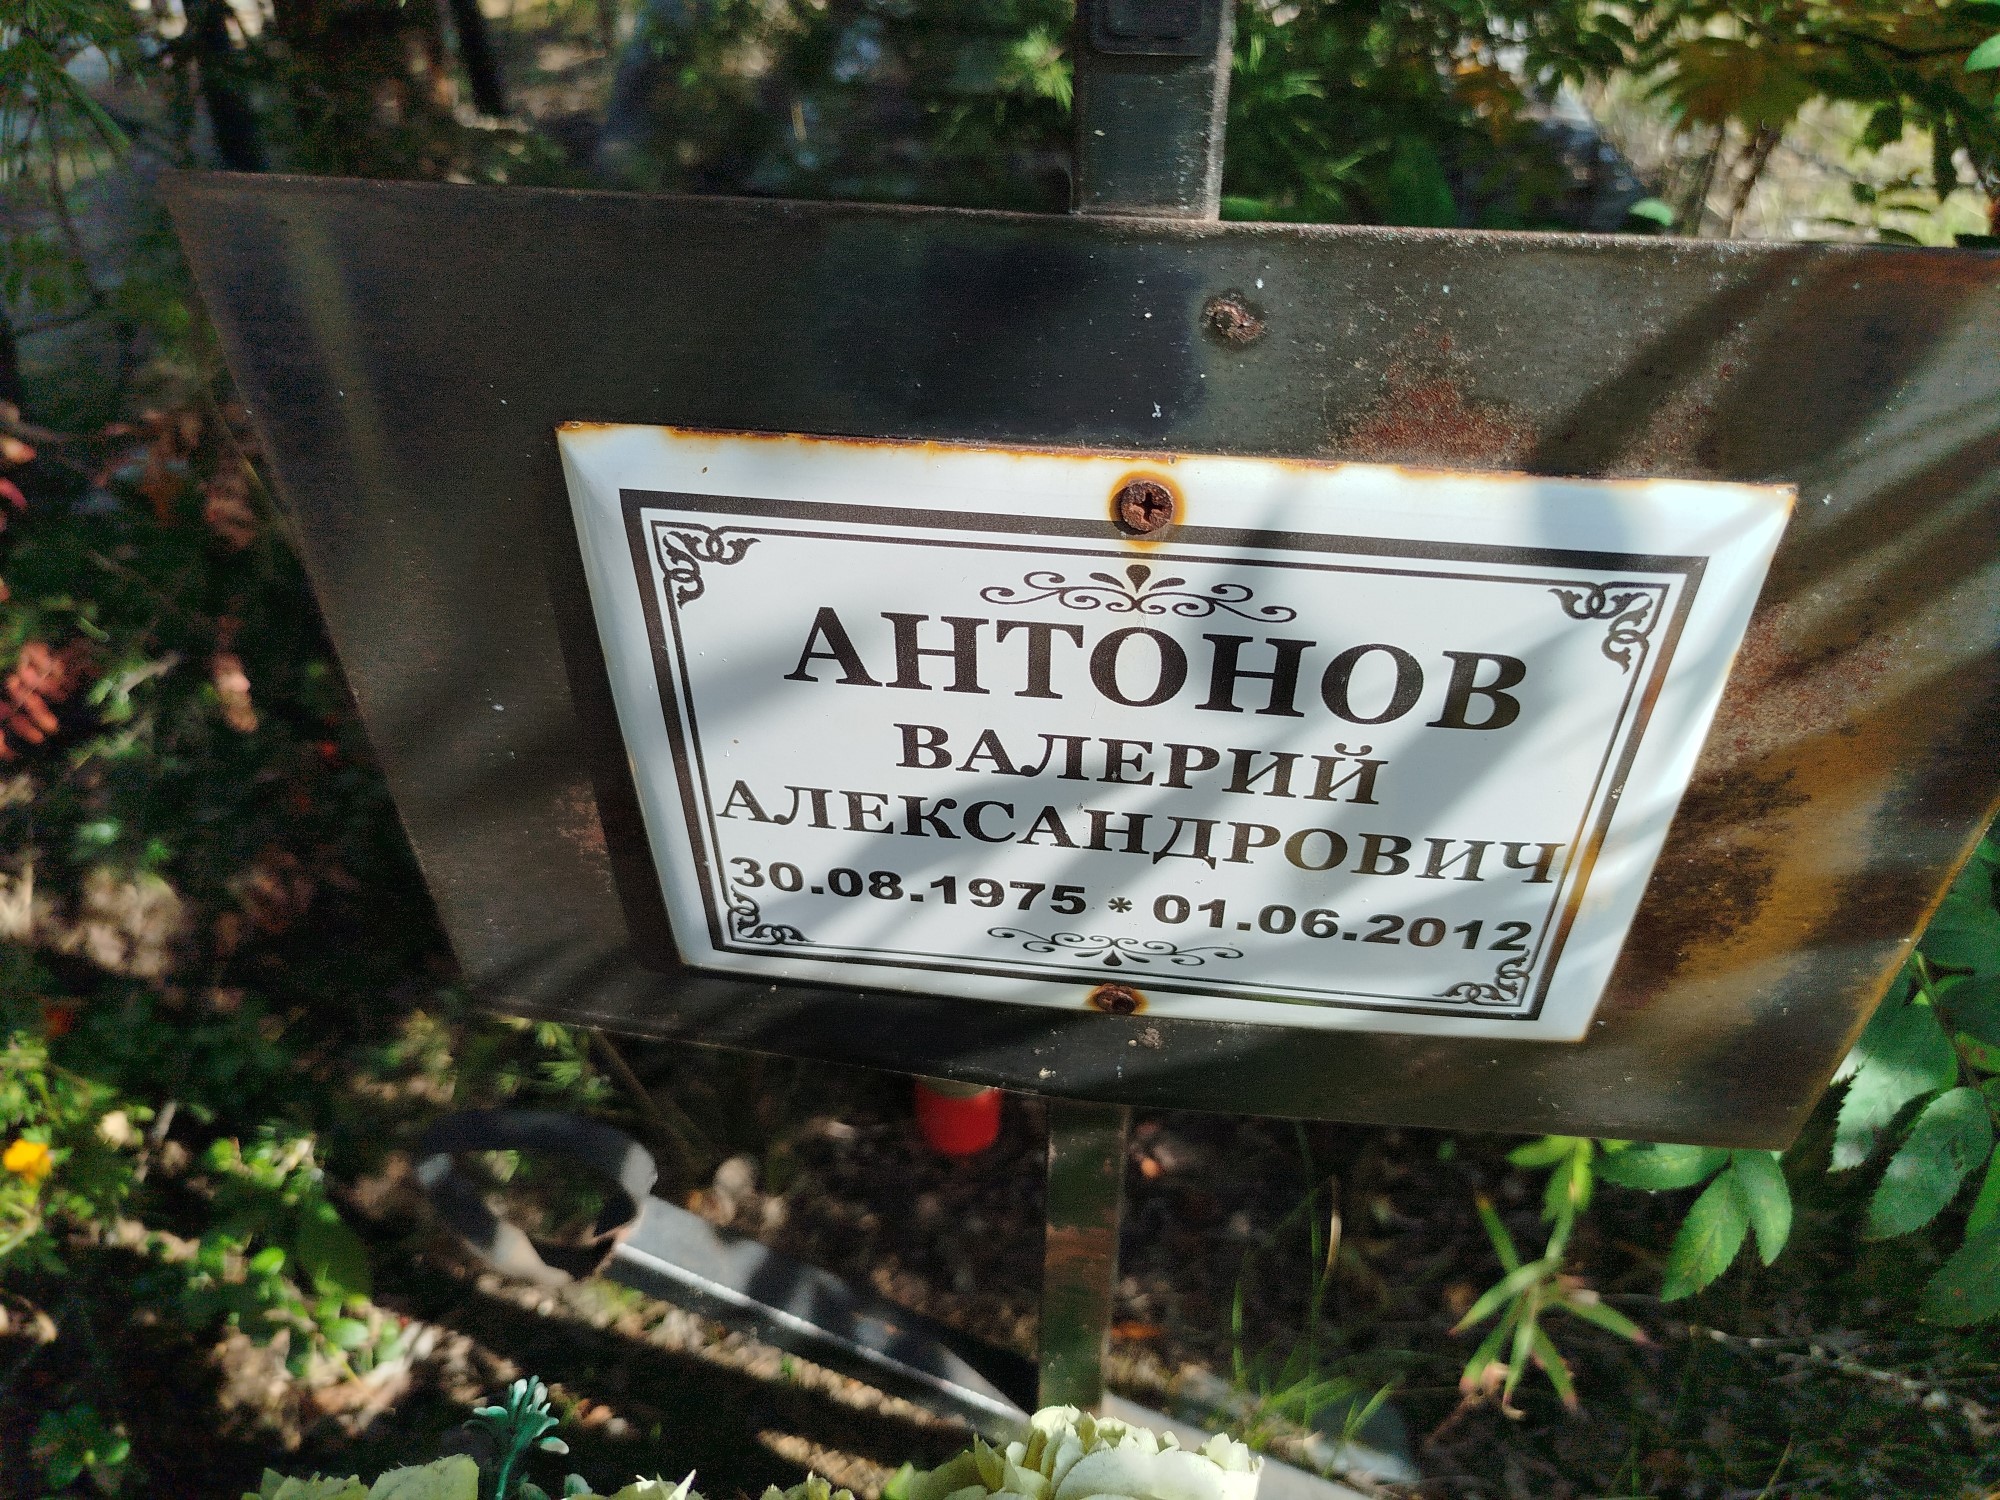 АНТОНОВ
ВАЛЕРИЙ
АЛЕКСАНДРОВИЧ
30.08.1975 * 01.06.2012